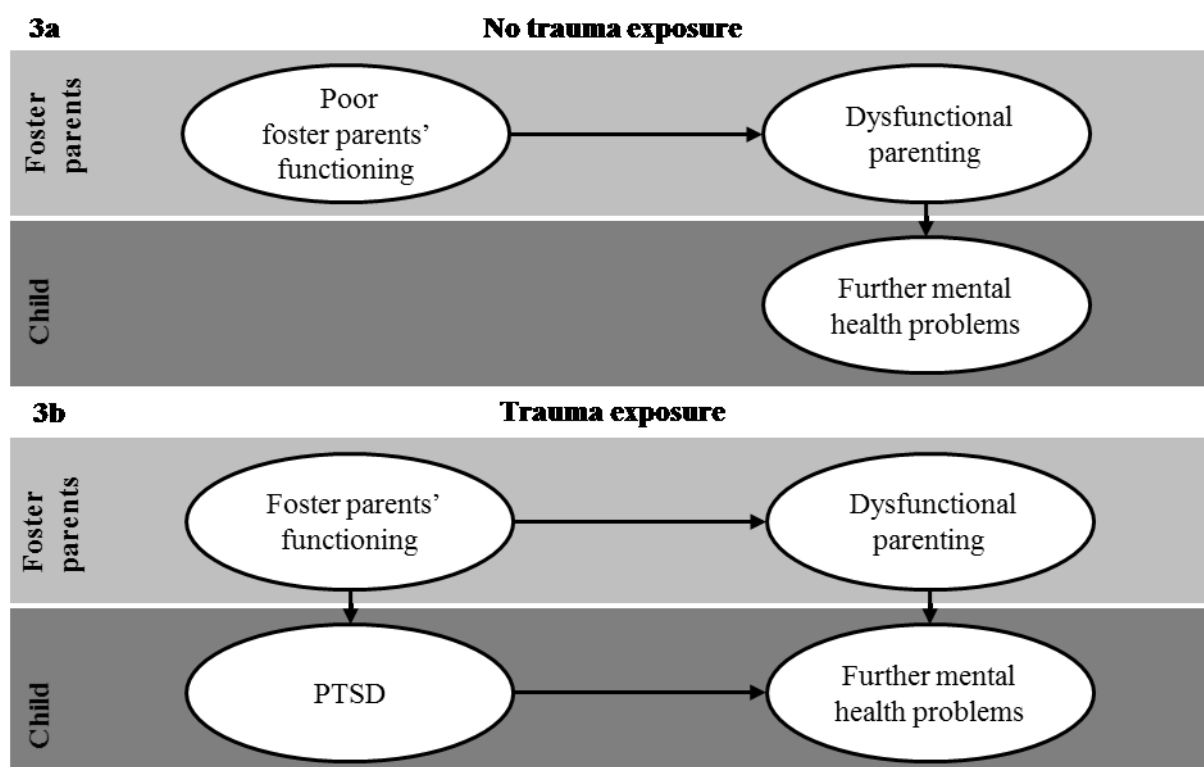 3a No trauma exposure
Foster
parents
Poor
foster parents’
functioning
Dysfunctional
parenting
Child
Further mental
health problems
3b Trauma exposure
Foster
parents
Foster parents’
functioning
Dysfunctional
parenting
Child
PTSD
Further mental
health problems